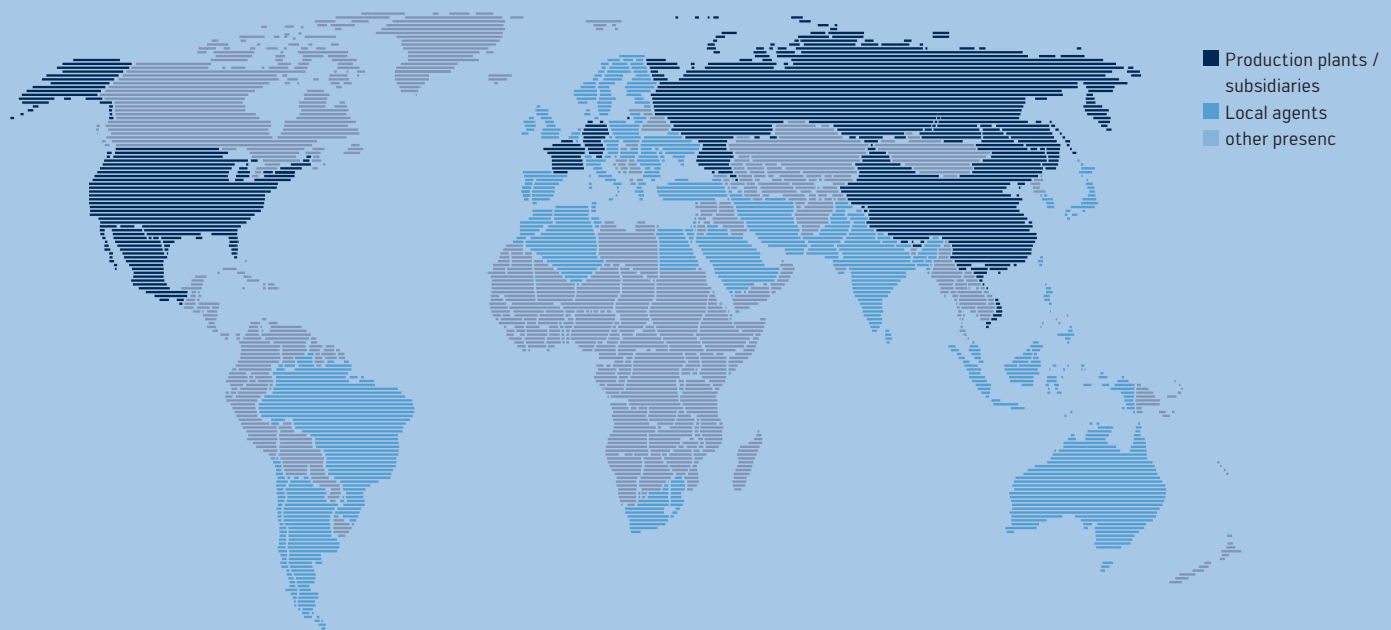 Production plants /
subsidiaries
Local agents
other presenc